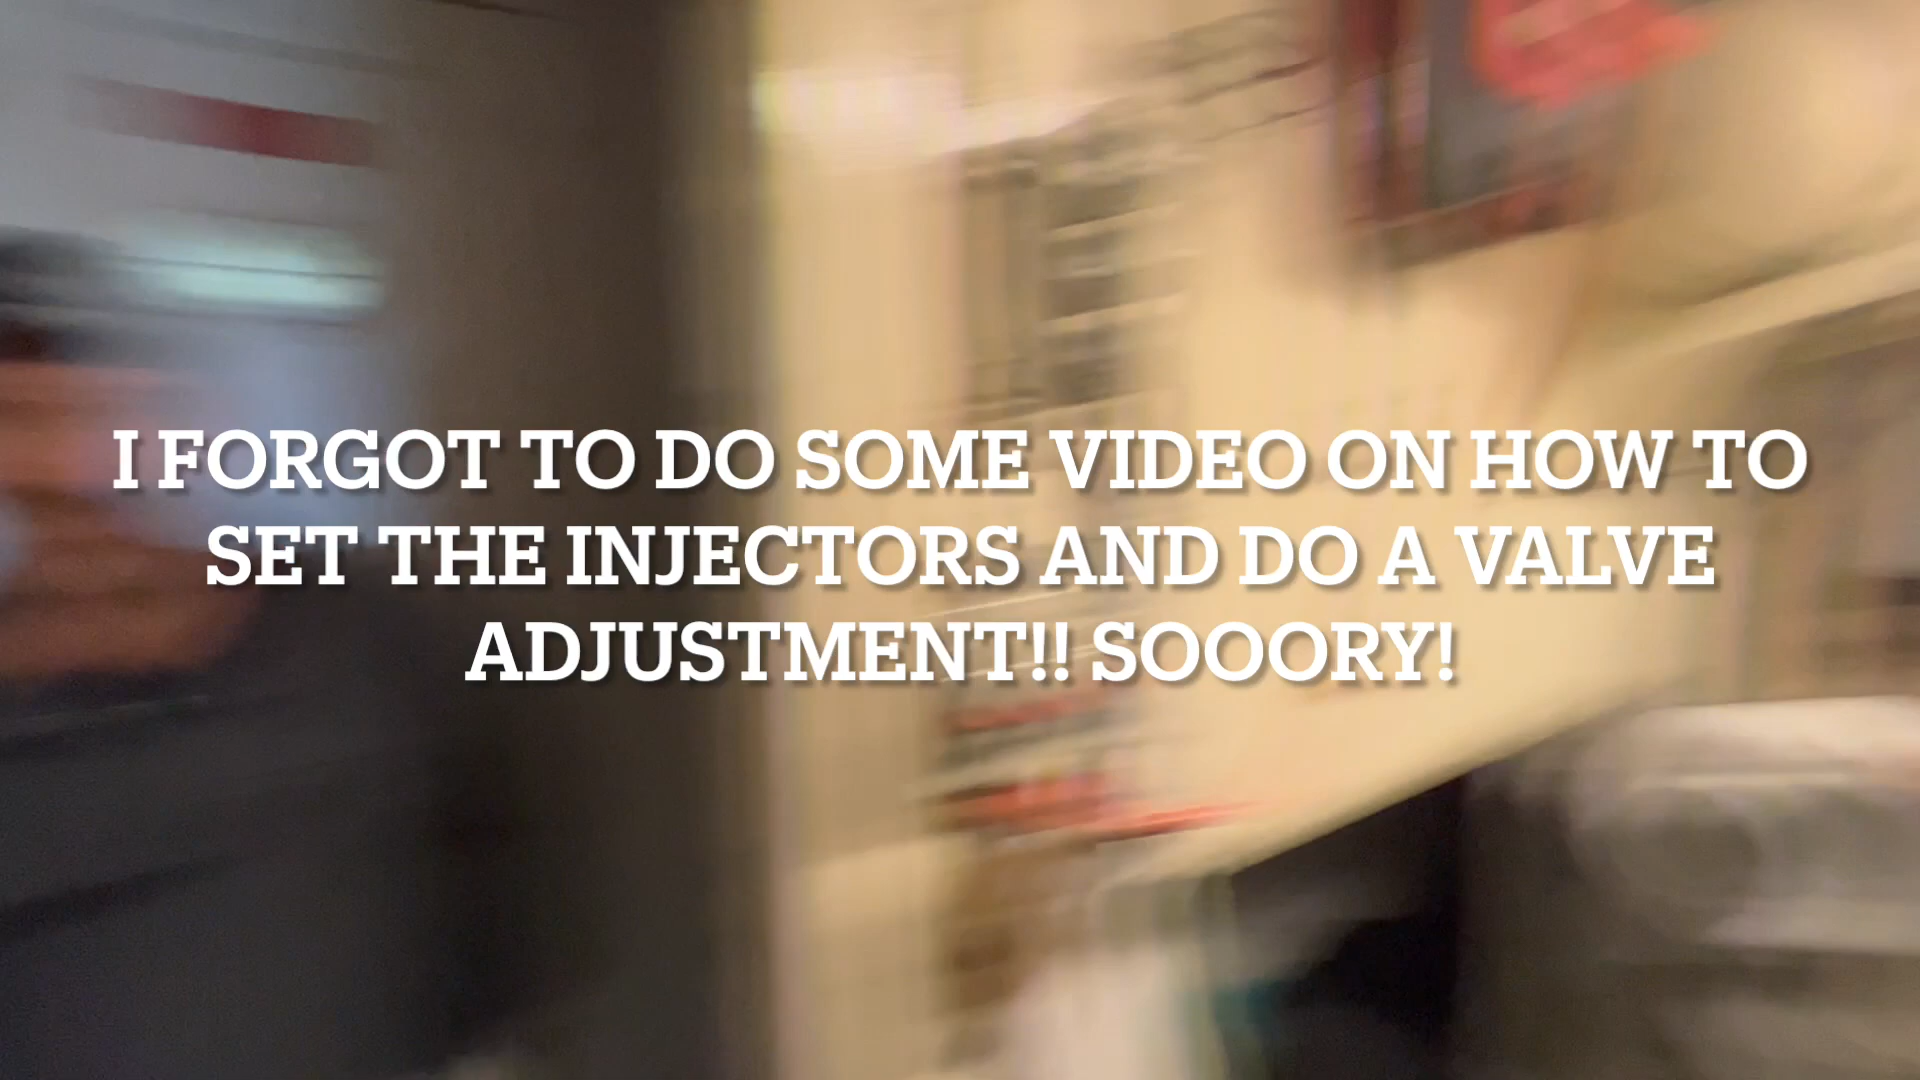 I FORGOT TO DO SOME VIDEO ON HOW TO
SET THE INJECTORS AND DO A VALVE
ADJUSTMENT!! SOOORY!